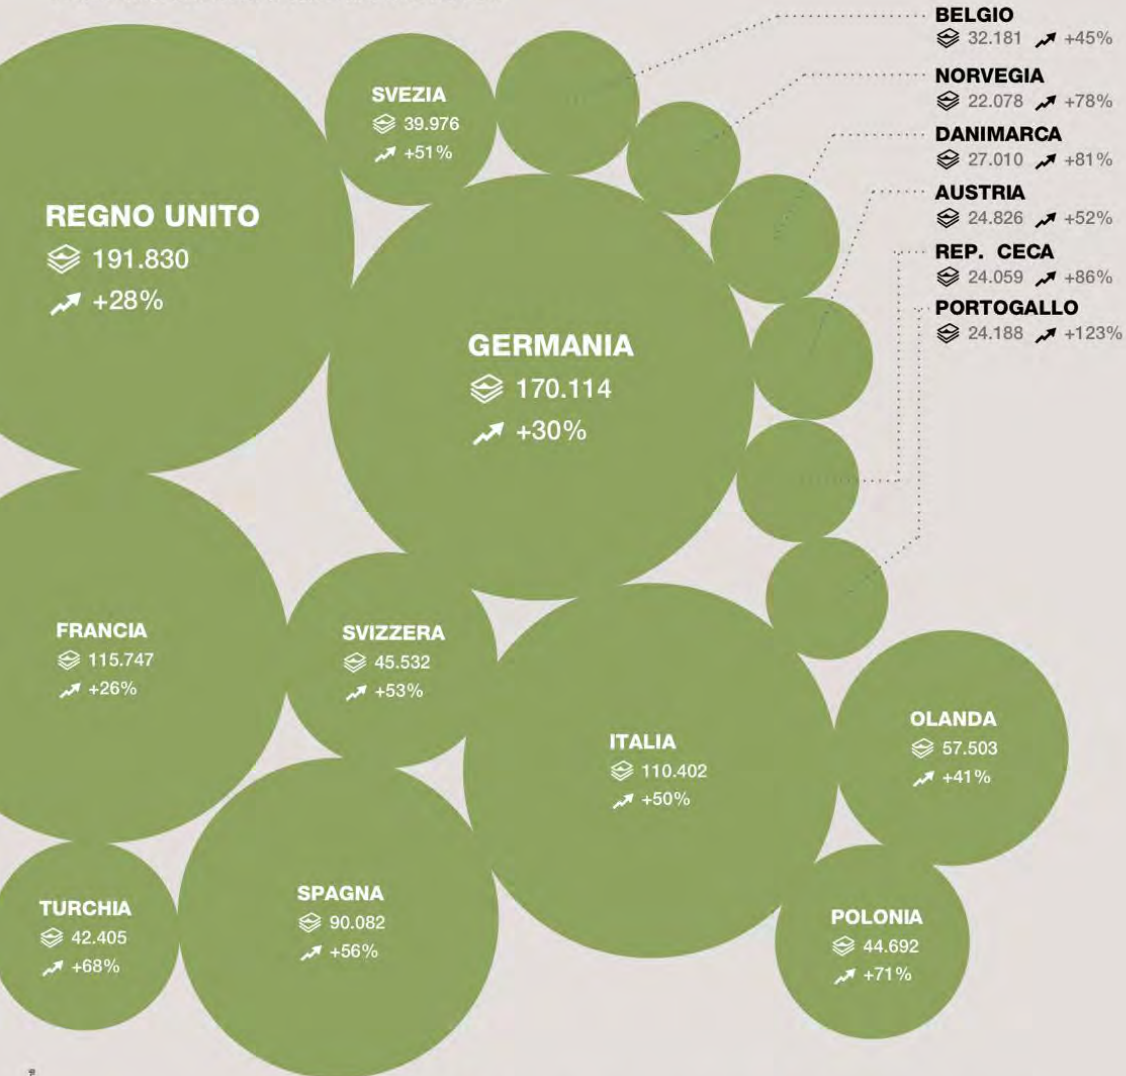 BELGIO
32.181 +45%
NORVEGIA
22.078 +78%
DANIMARCA
27.010 +81%
AUSTRIA
24.826 +52%
REP. CECA
24.059 +86%
PORTOGALLO
24.188 +123%
SVEZIA
39.976
+51%
REGNO UNITO
191.830
+28%
GERMANIA
170.114
+30%
FRANCIA
115.747
+26%
SVIZZERA
45.532
+53%
ITALIA
110.402
+50%
OLANDA
57.503
+41%
TURCHIA
42.405
+68%
SPAGNA
90.082
+56%
POLONIA
44.692
+71%